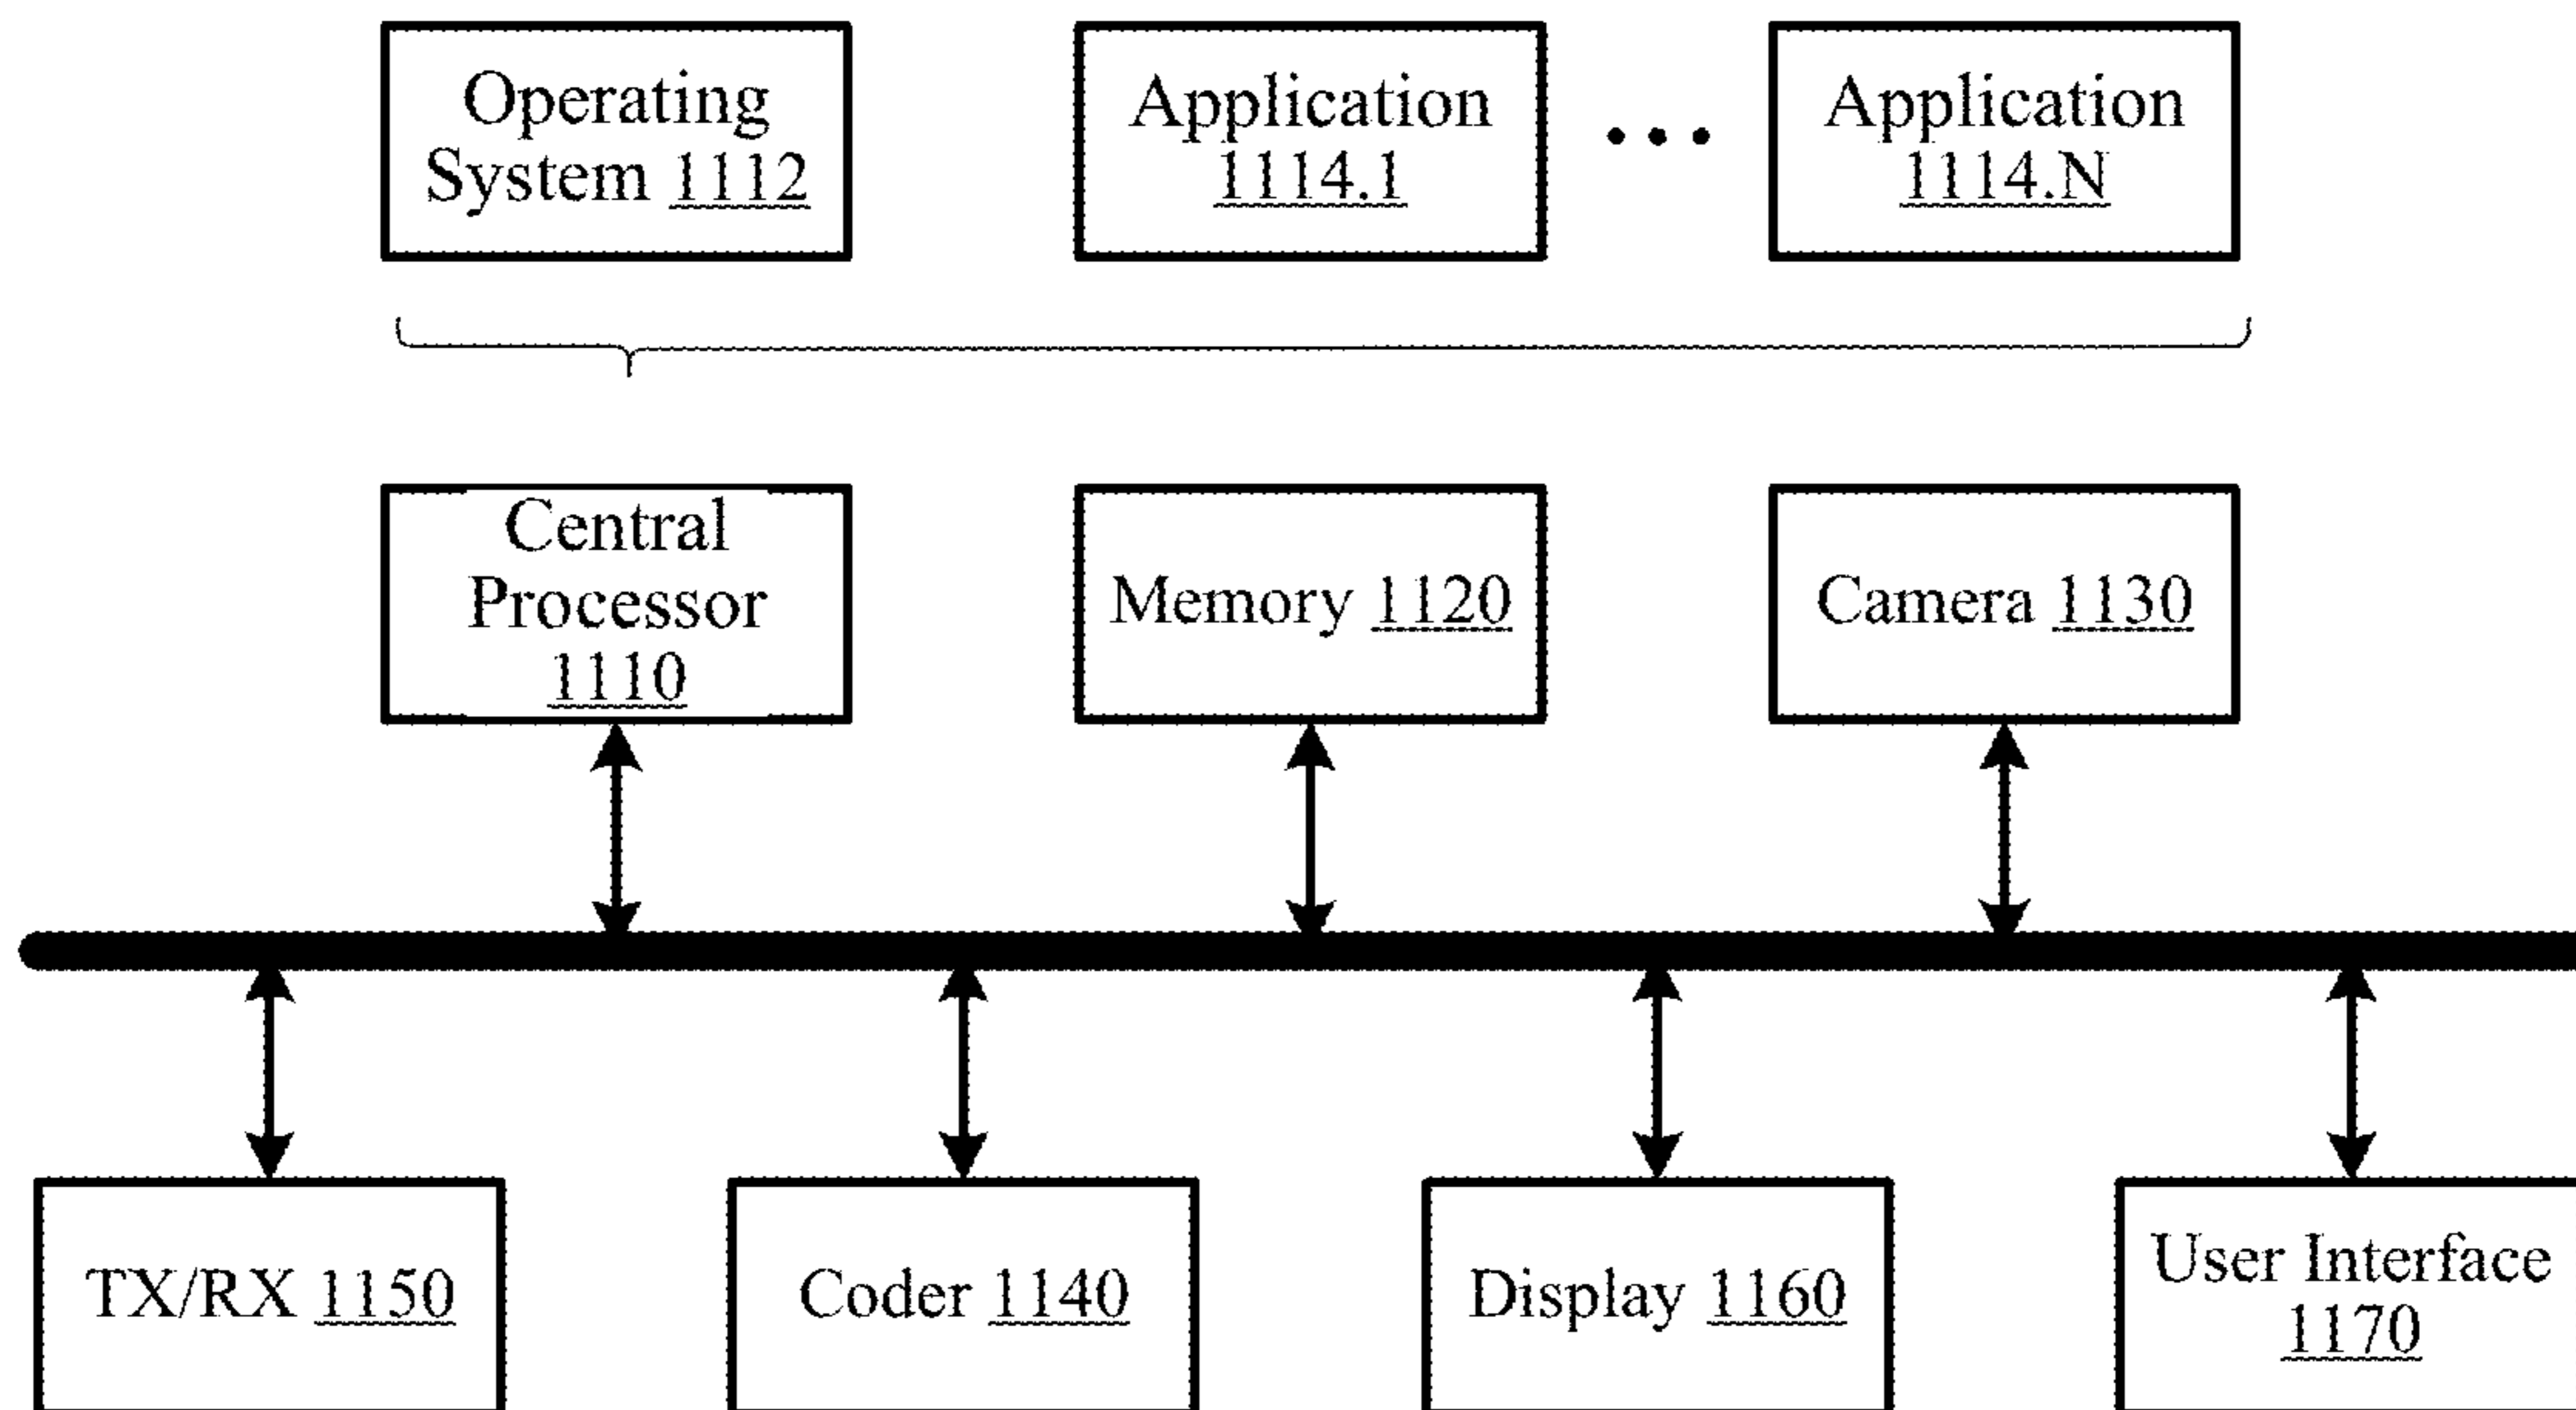 Operating
System 1112
Application
1114.1
• • •
Application
1114.N
Central
Processor
1110
Memory 1120
Camera 1130
TX/RX 1150
Coder 1140
Display 1160
User Interface
1170